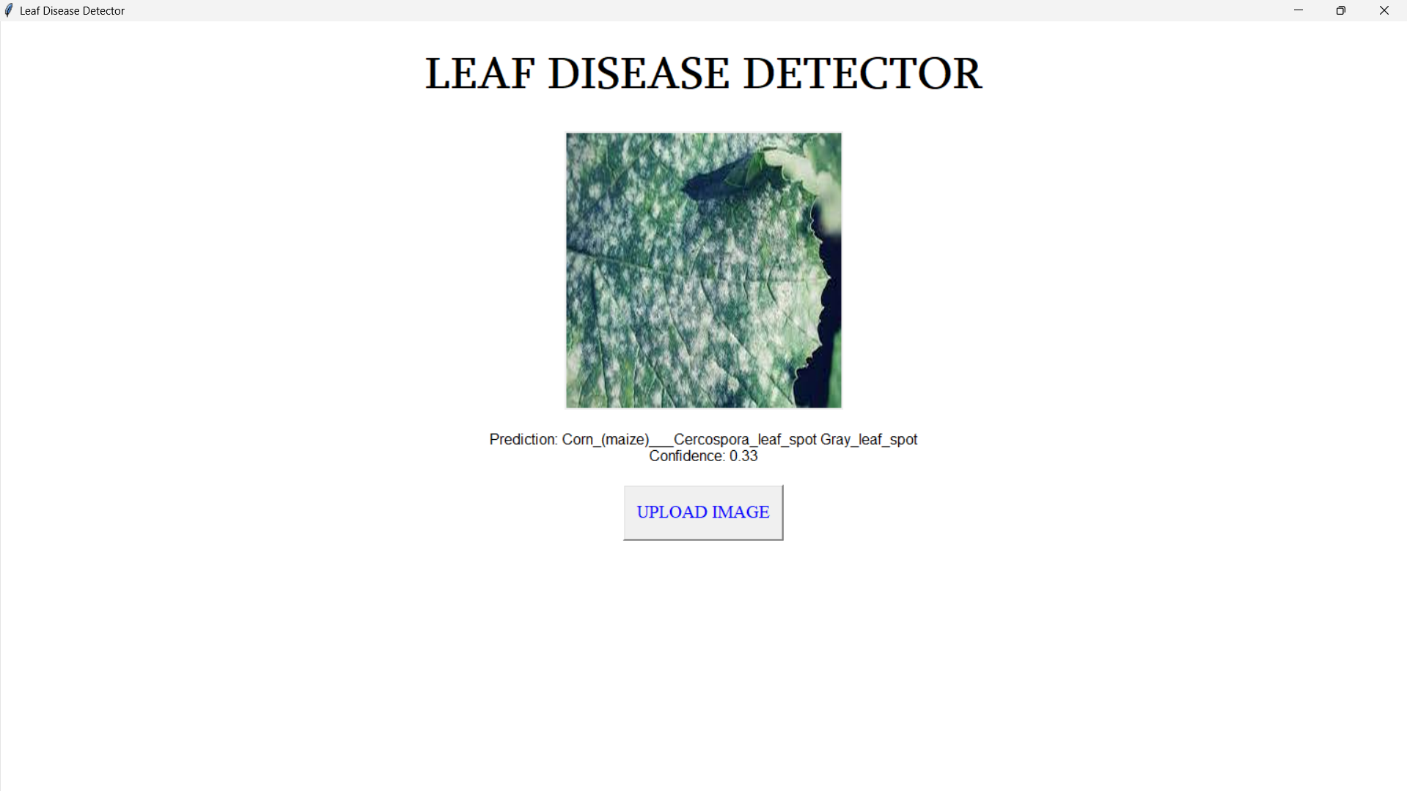 Leaf Disease Detector
LEAF DISEASE DETECTOR
Prediction: Corn_(maize)___Cercospora_leaf_spot Gray_leaf_spot
Confidence: 0.33
UPLOAD IMAGE